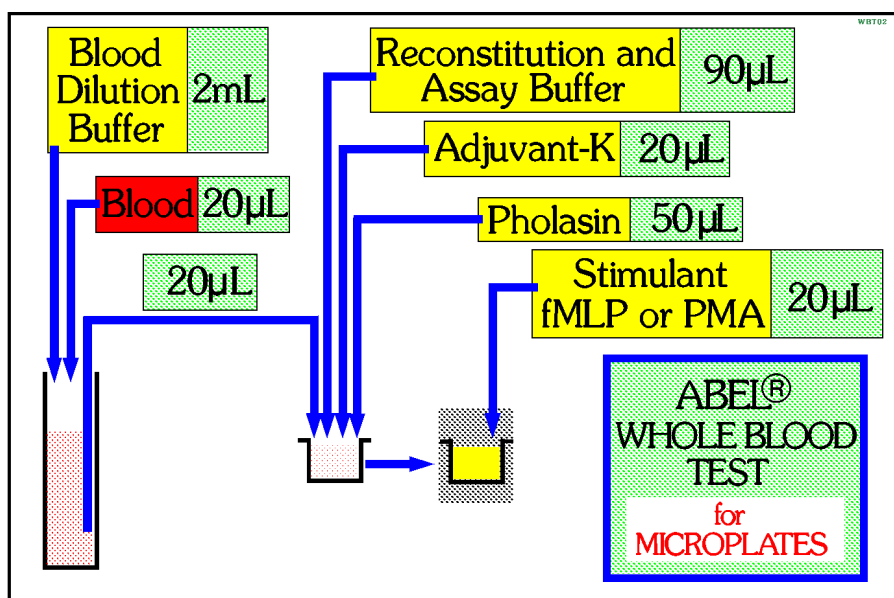 WBT02
Blood
Dilution
Buffer
2mL
Reconstitution and
Assay Buffer
90µL
Adjuvant-K
20µL
Blood
20µL
Pholasin
50µL
20µL
Stimulant
fMLP or PMA
20µL
ABEL®
WHOLE BLOOD
TEST
for
MICROPLATES